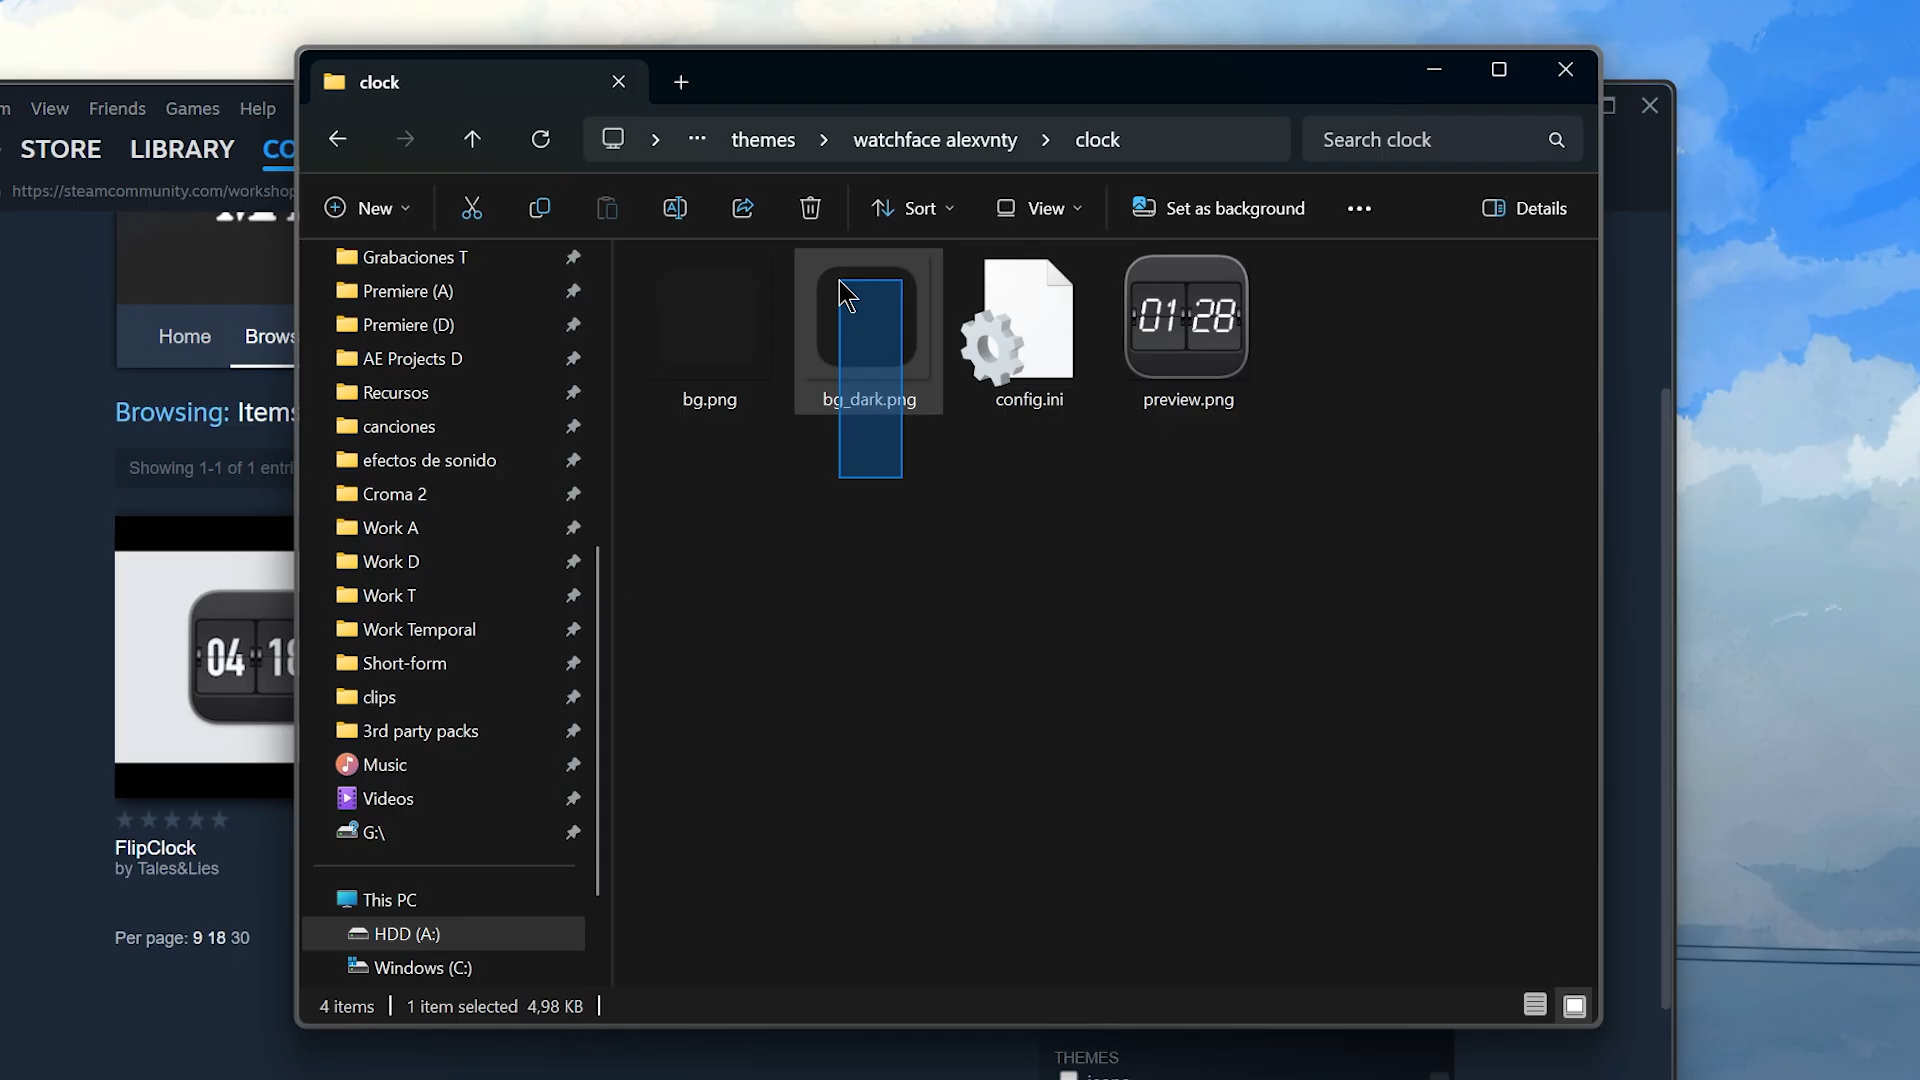 clock
View Friends Games Help
STORE LIBRARY CO
https://steamcommunity.com/workshop
themes
watchface alexvnty
clock
Search clock
New
Sort
View
Set as background
Details
Home
Brows
Browsing: Items
Showing 1-1 of 1 entri
04 18
FlipClock
by Tales&Lies
Per page: 9 18 30
Grabaciones T
Premiere (A)
Premiere (D)
AE Projects D
Recursos
canciones
efectos de sonido
Croma 2
Work A
Work D
Work T
Work Temporal
Short-form
clips
3rd party packs
Music
Videos
G:\
This PC
HDD (A:)
Windows (C:)
01 28
bg.png
bg_dark.png
config.ini
preview.png
4 items
1 item selected 4,98 KB
THEMES